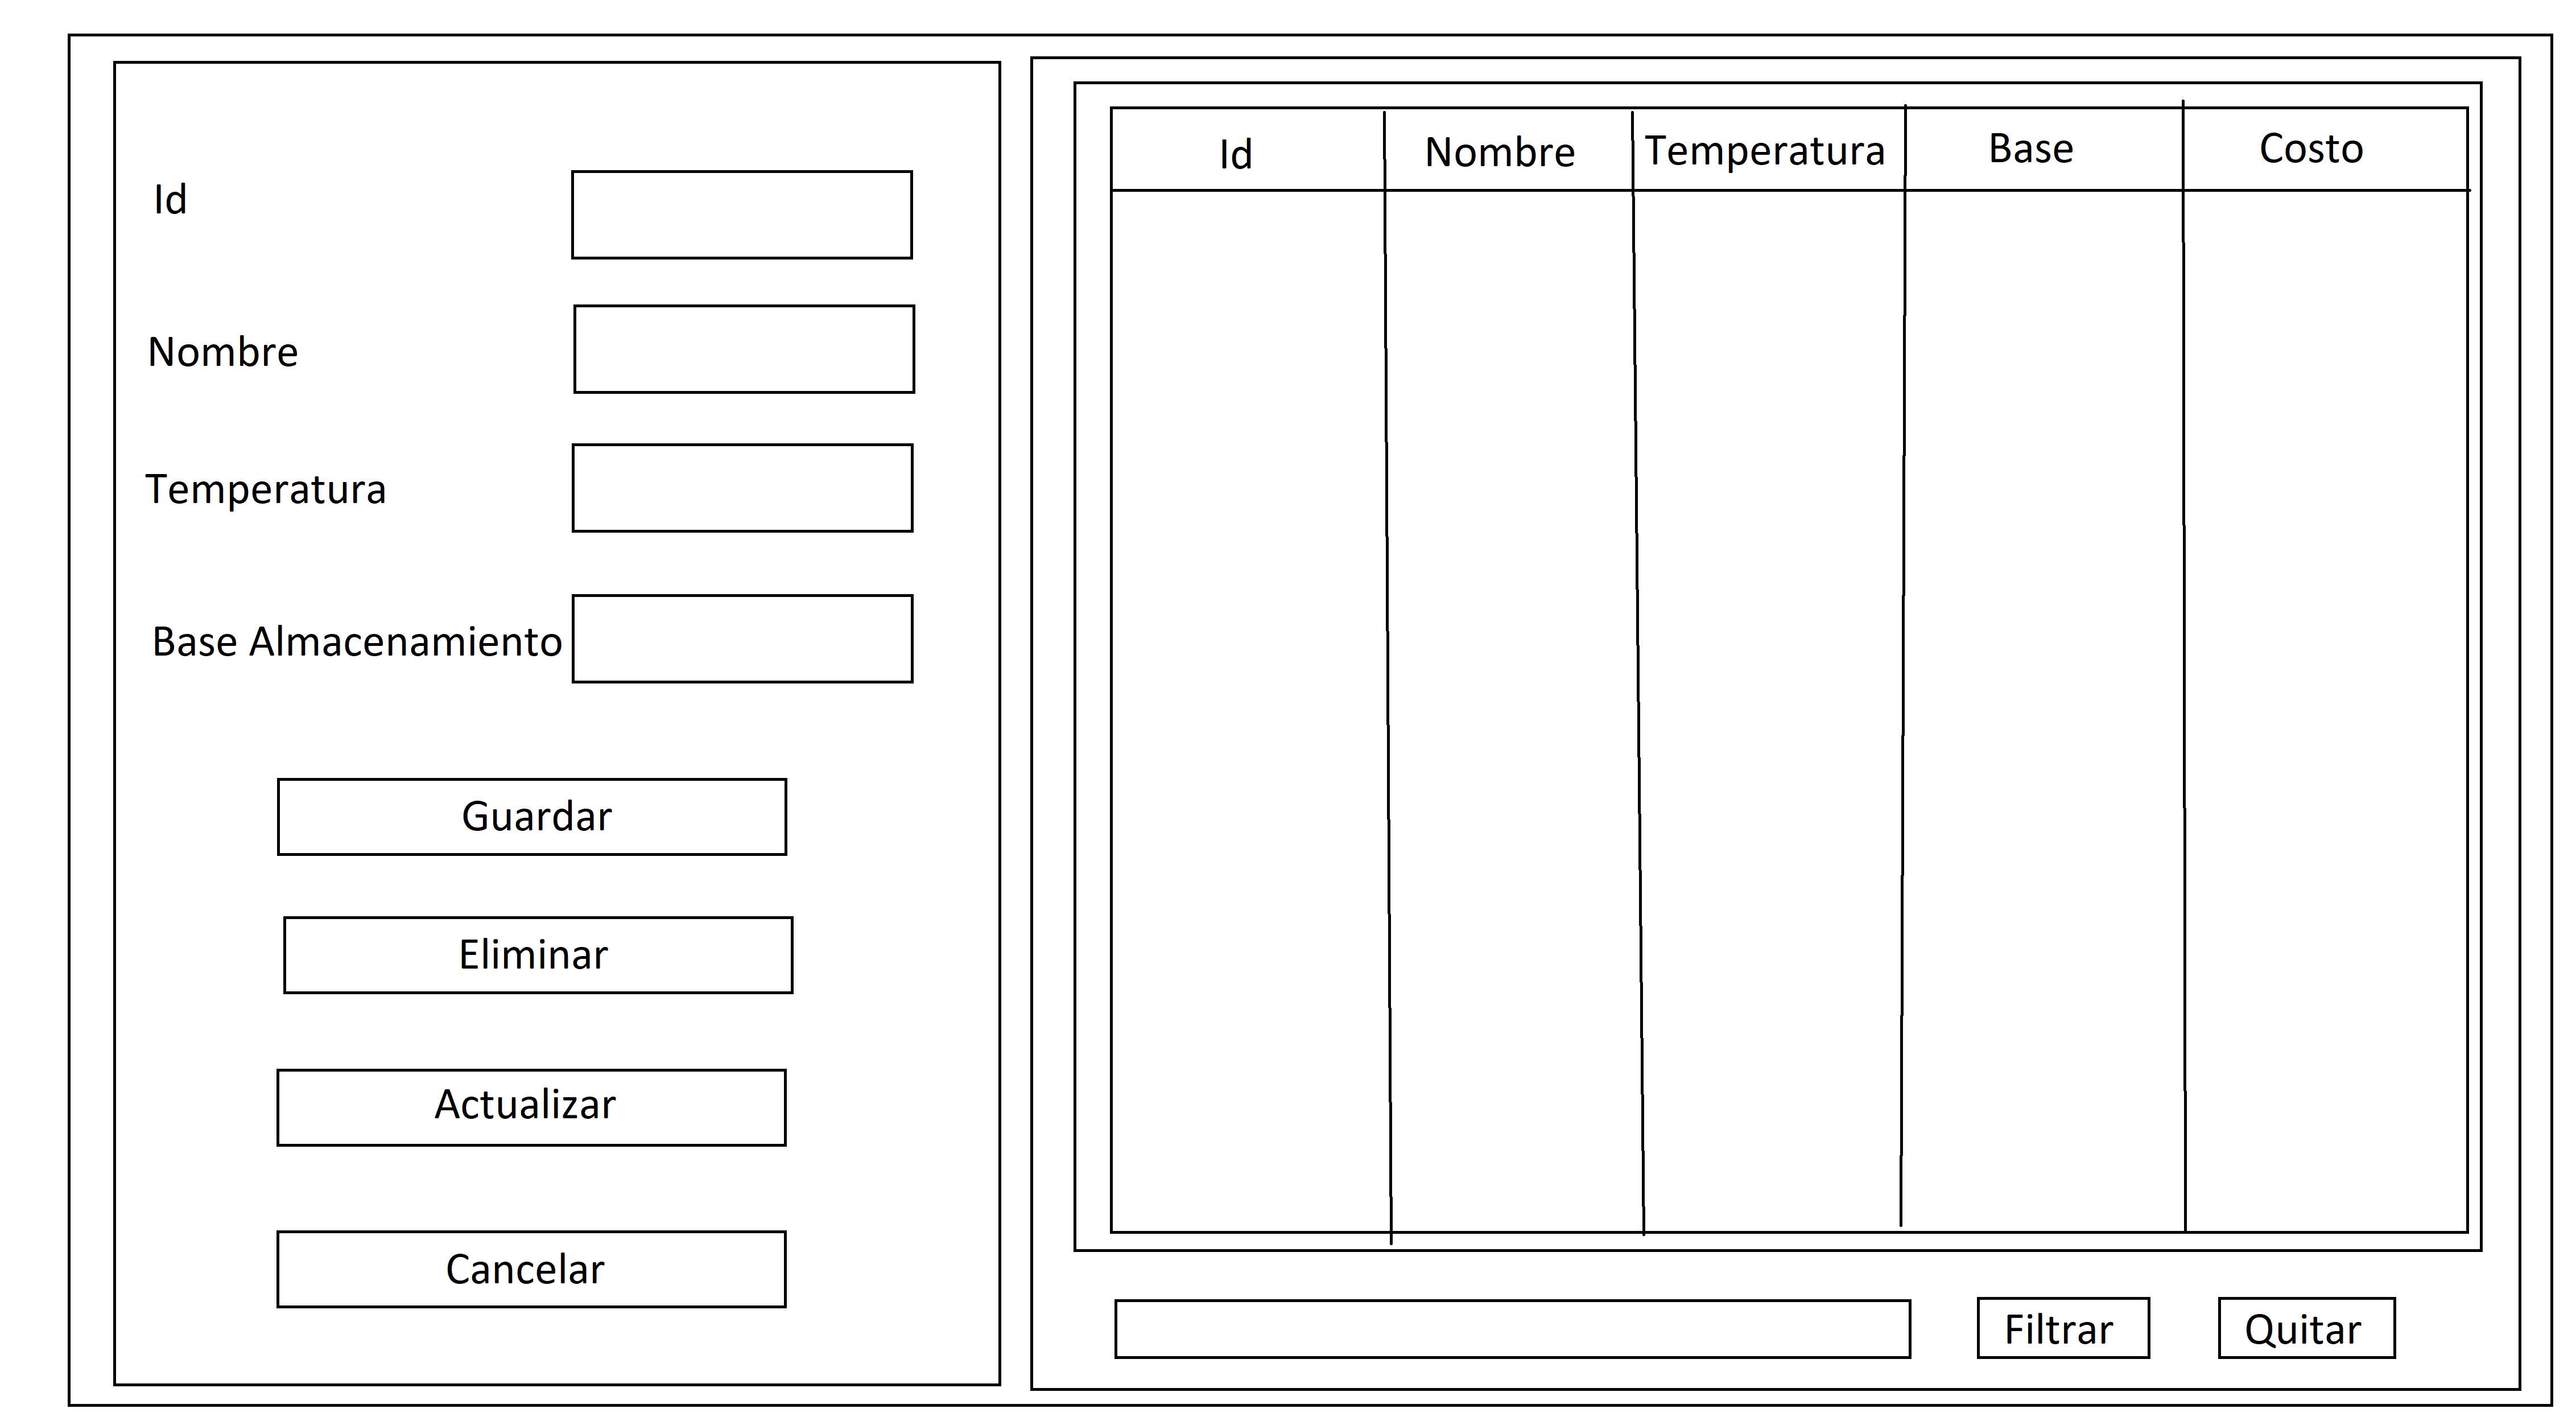 Id
Nombre
Temperatura
Base Almacenamiento
Guardar
Eliminar
Actualizar
Cancelar
Id Nombre Temperatura Base Costo
Filtrar Quitar